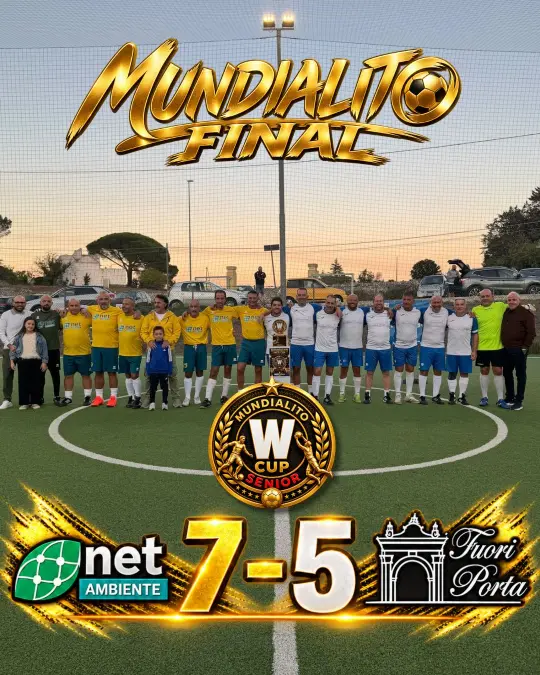 MUNDIALITO
FINAL
MUNDIALITO
W
CUP
SENIOR
net
AMBIENTE
7-5
Fuori
Porta